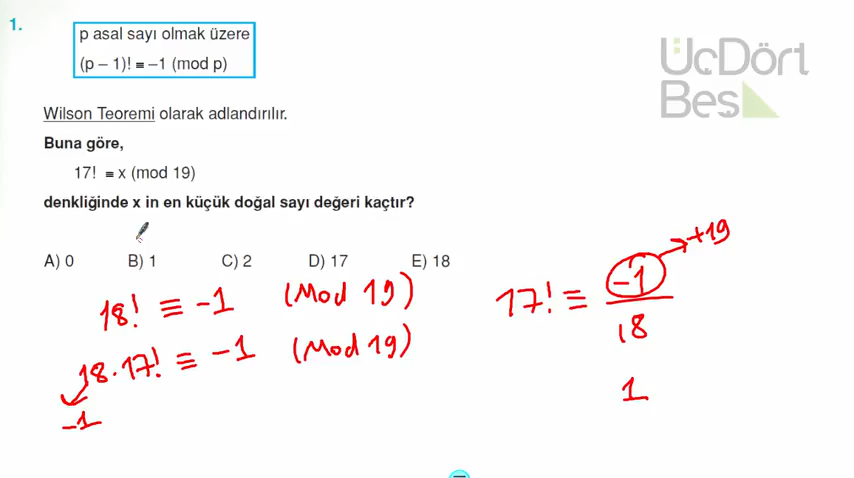 1.
p asal sayı olmak üzere
(p – 1)! ≡ –1 (mod p)
ÜçDört
Beş
Wilson Teoremi olarak adlandırılır.
Buna göre,
17! ≡ x (mod 19)
denkliğinde x in en küçük doğal sayı değeri kaçtır?
A) 0 B) 1 C) 2 D) 17 E) 18
18! ≡ -1 (Mod 19)
18 · 17! ≡ -1 (Mod 19)
-1
17! ≡ -1 / 18
+19
1